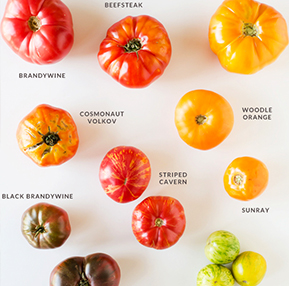 BEEFSTEAK
BRANDYWINE
COSMONAUT
VOLKOV
WOODLE
ORANGE
STRIPED
CAVERN
BLACK BRANDYWINE
SUNRAY